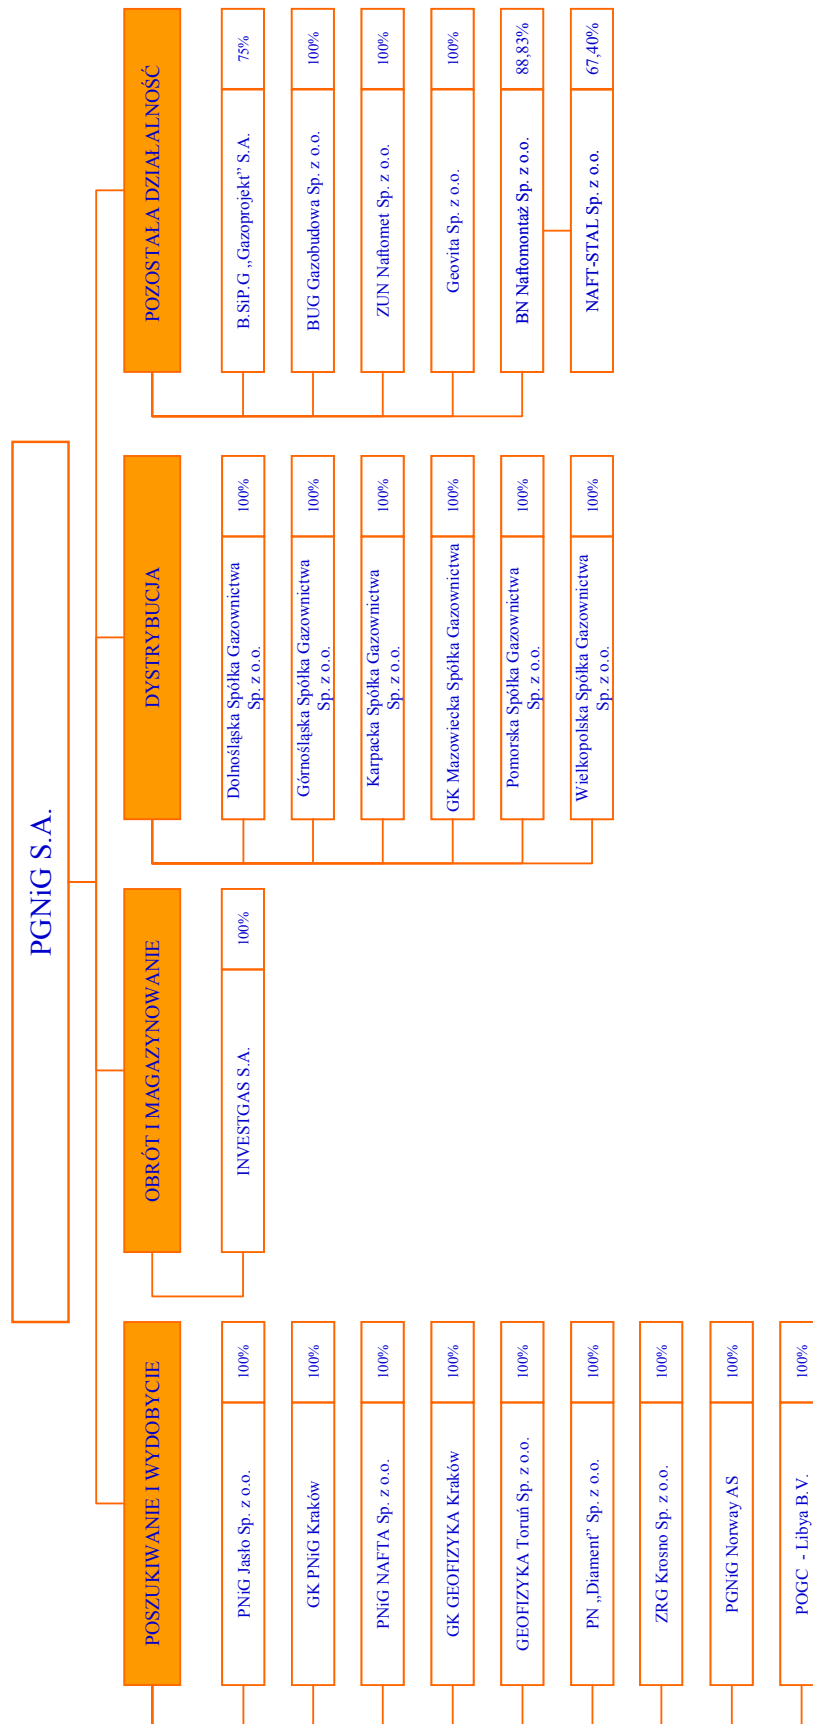 PGNiG S.A.
POSZUKIWANIE I WYDOBYCIE
PNiG Jasło Sp. z o.o.
100%
GK PNiG Kraków
100%
PNiG NAFTA Sp. z o.o.
100%
GK GEOFIZYKA Kraków
100%
GEOFIZYKA Toruń Sp. z o.o.
100%
PN „Diament” Sp. z o.o.
100%
ZRG Krosno Sp. z o.o.
100%
PGNiG Norway AS
100%
POGC - Libya B.V.
100%
OBRÓT I MAGAZYNOWANIE
INVESTGAS S.A.
100%
DYSTRYBUCJA
Dolnośląska Spółka Gazownictwa
Sp. z o.o.
100%
Górnośląska Spółka Gazownictwa
Sp. z o.o.
100%
Karpacka Spółka Gazownictwa
Sp. z o.o.
100%
GK Mazowiecka Spółka Gazownictwa
100%
Pomorska Spółka Gazownictwa
Sp. z o.o.
100%
Wielkopolska Spółka Gazownictwa
Sp. z o.o.
100%
POZOSTAŁA DZIAŁALNOŚĆ
B.SiP.G „Gazoprojekt” S.A.
75%
BUG Gazobudowa Sp. z o.o.
100%
ZUN Naftomet Sp. z o.o.
100%
Geovita Sp. z o.o.
100%
BN Naftomontaż Sp. z o.o.
88,83%
NAFT-STAL Sp. z o.o.
67,40%